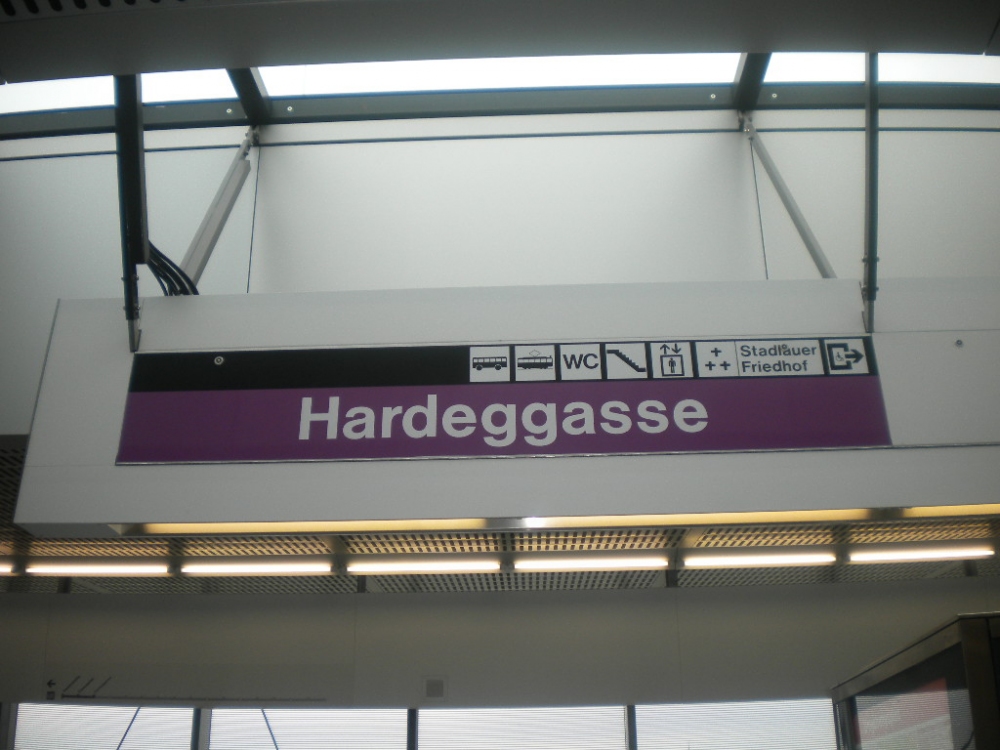 WC
Stadlauer
Friedhof
Hardeggasse